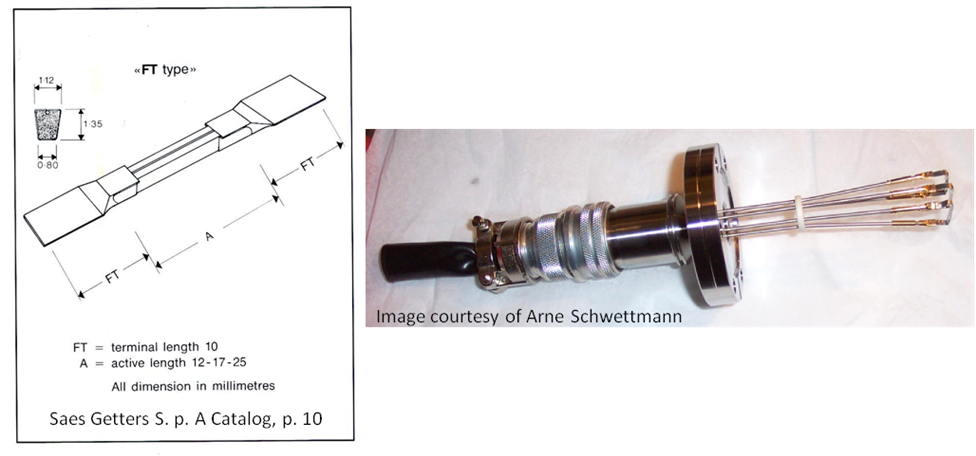 «FT type»
1·12
1·35
0·80
FT
A
FT
FT = terminal length 10
A = active length 12-17-25
All dimension in millimetres
Saes Getters S. p. A Catalog, p. 10
Image courtesy of Arne Schwettmann